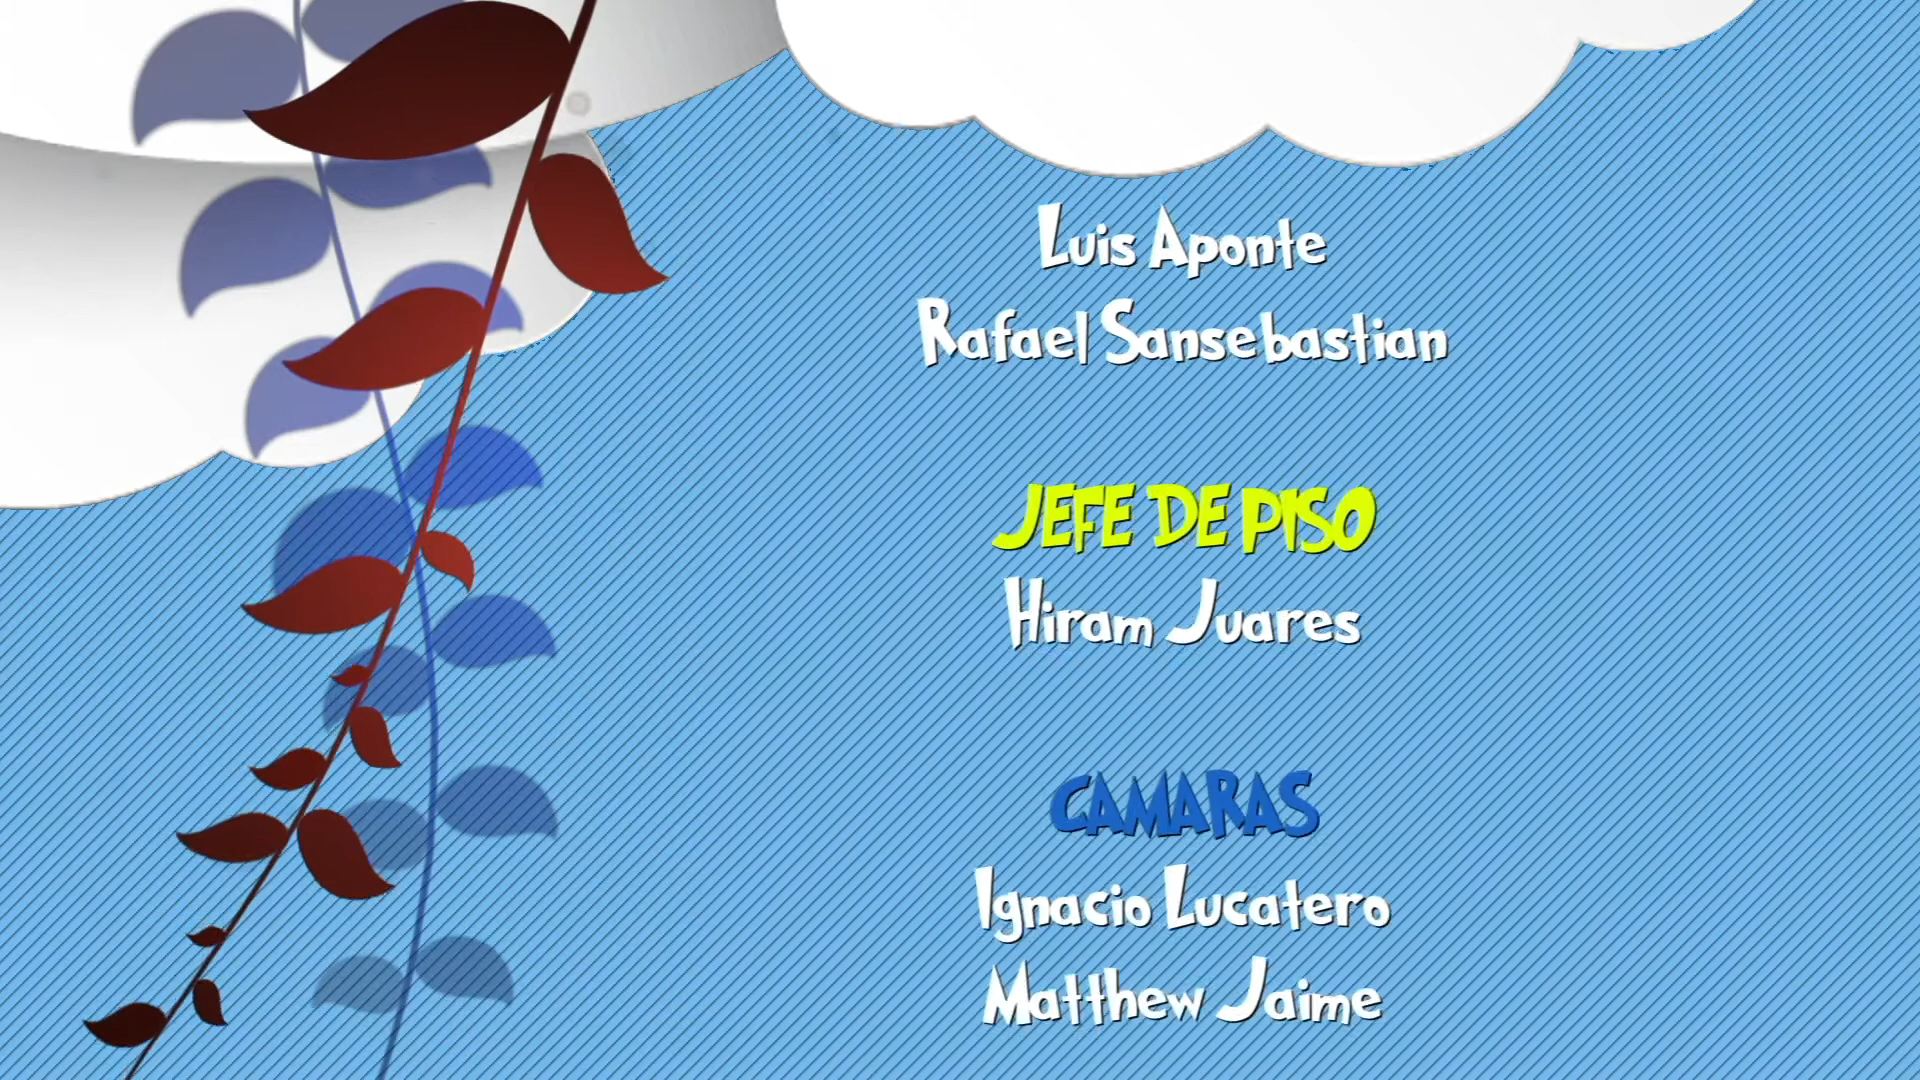 Luis Aponte
Rafael Sansebastian
JEFE DE PISO
Hiram Juares
CAMARAS
Ignacio Lucatero
Matthew Jaime